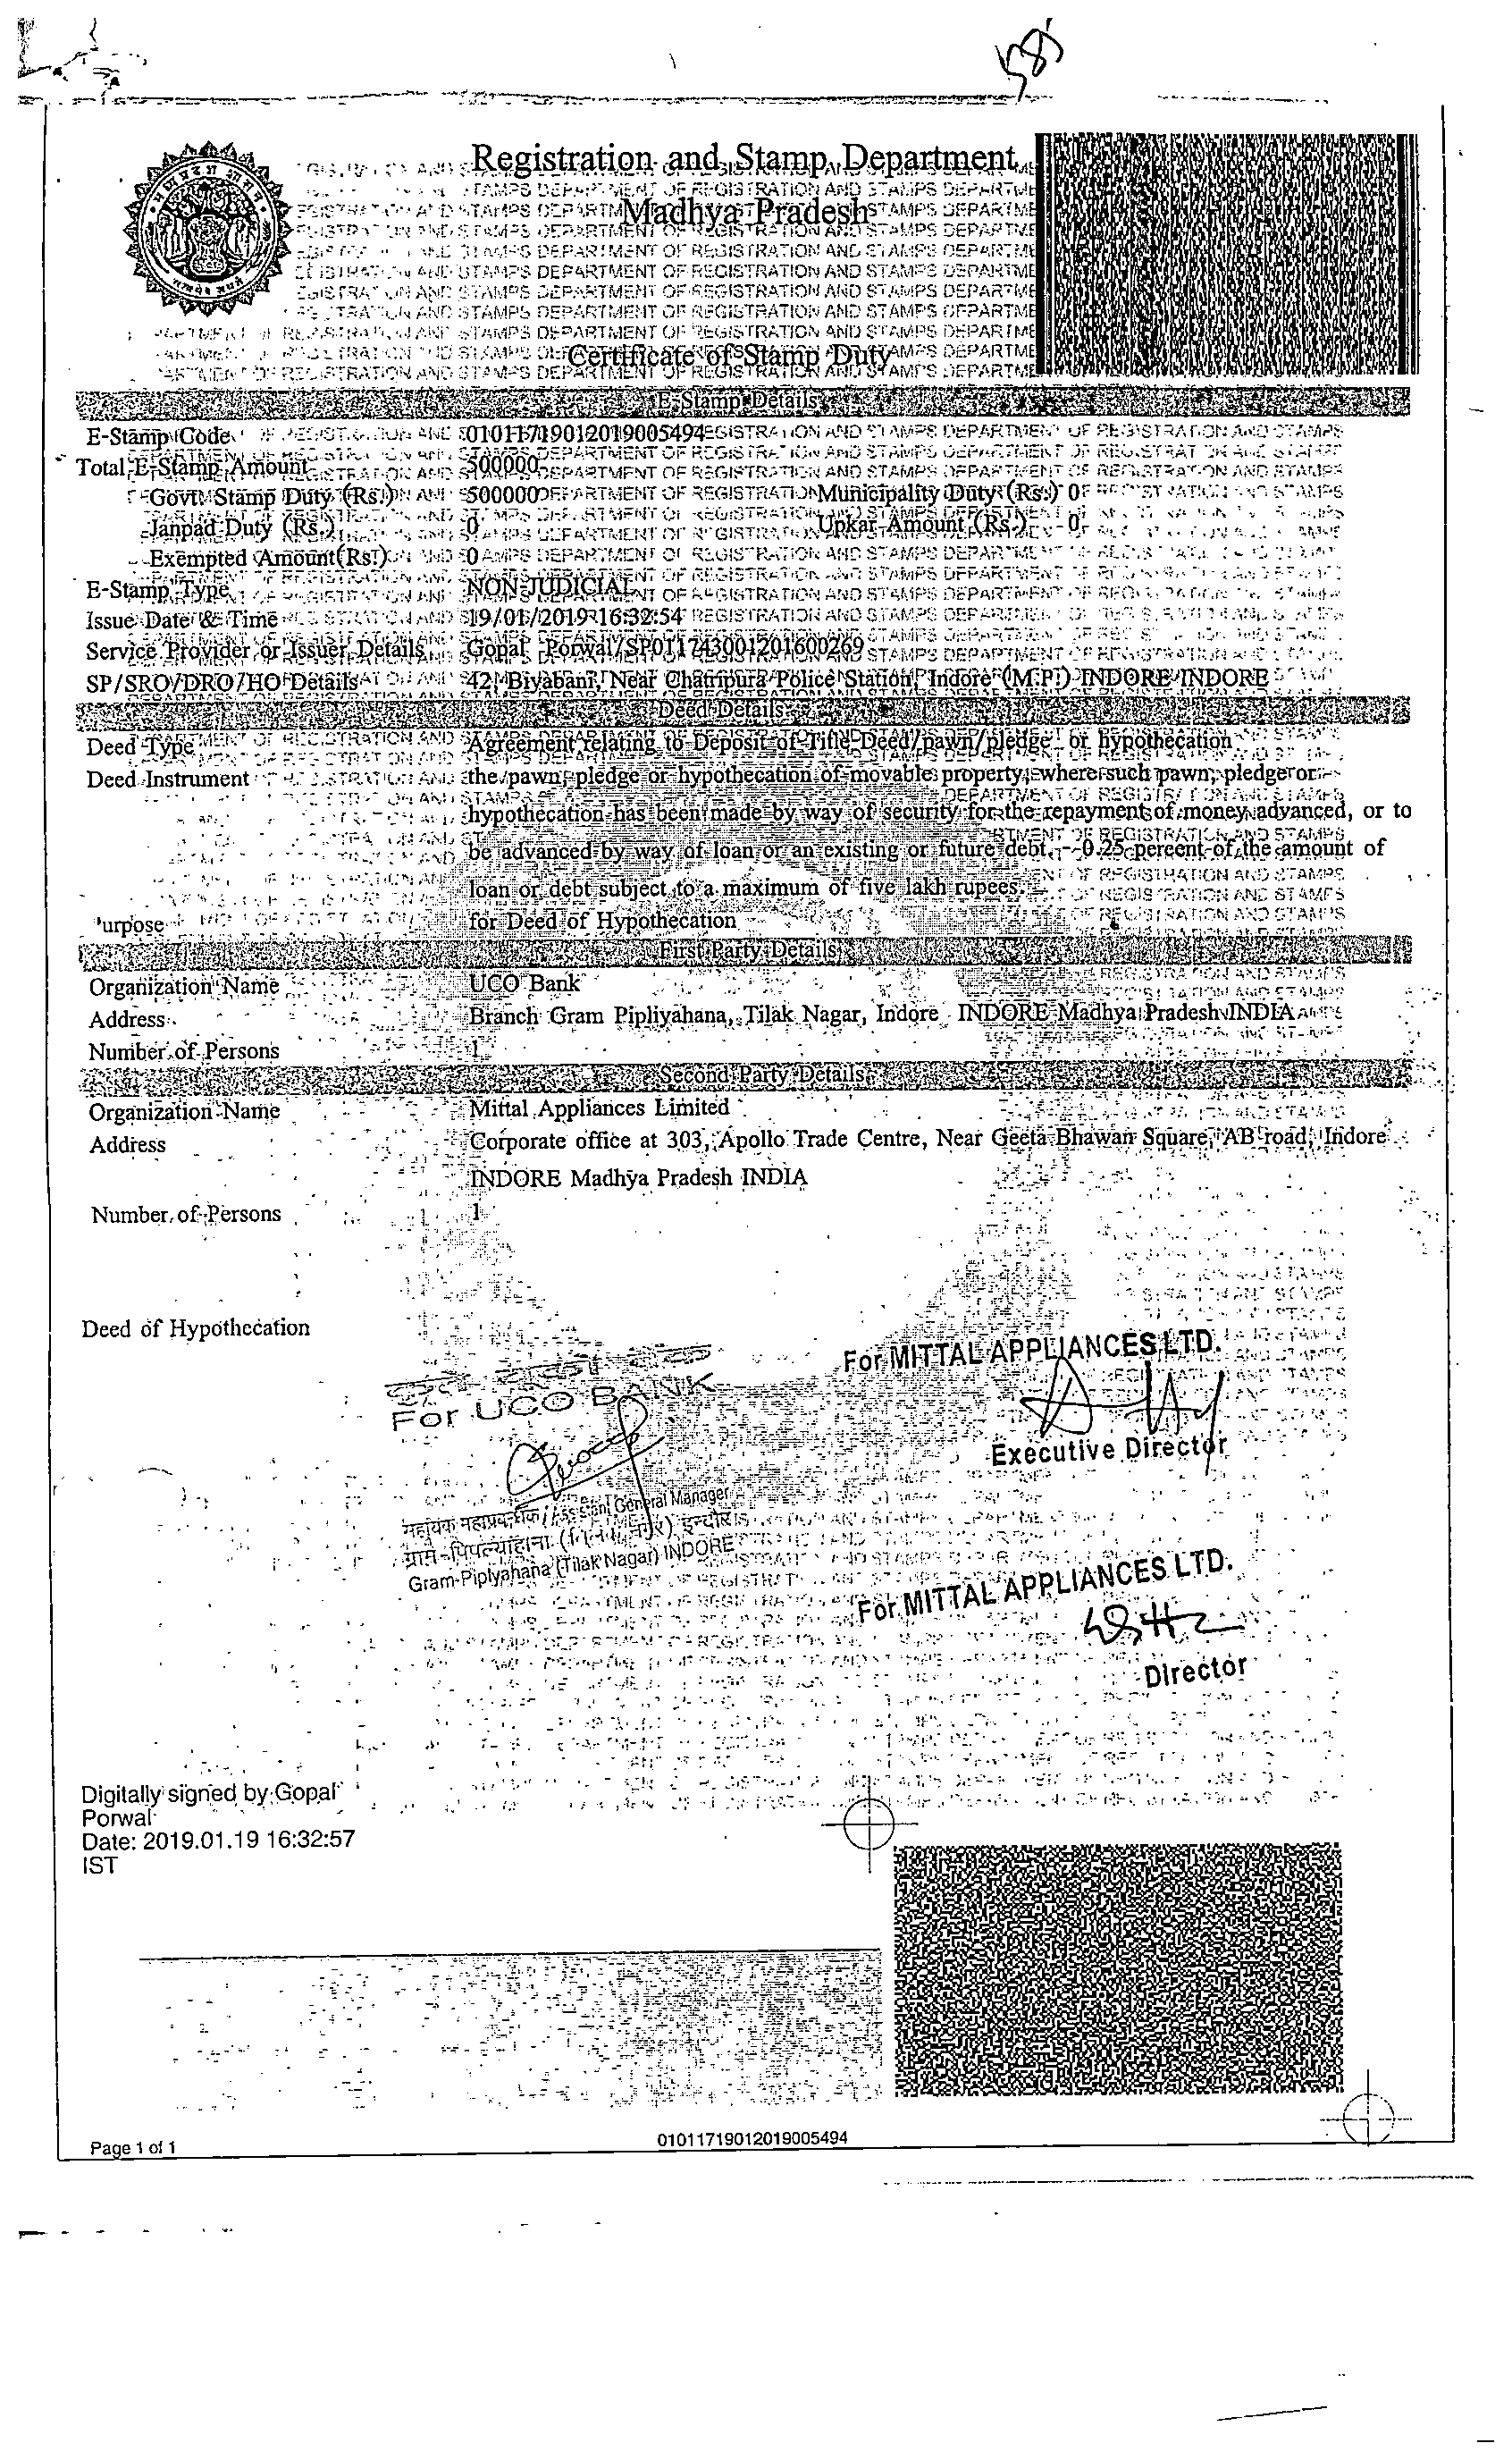 585
Registration and Stamp Department
Madhya Pradesh
Certificate of Stamp Duty
E-Stamp Details
E-Stamp Code 01011719012019005494
Total E-Stamp Amount 500000
Govt. Stamp Duty (Rs.) 500000 Municipality Duty (Rs.) 0
Janpad Duty (Rs.) 0 Upkar Amount (Rs.) 0
Exempted Amount(Rs.) 0
E-Stamp Type NON-JUDICIAL
Issue Date & Time 19/01/2019 16:32:54
Service Provider or Issuer Details Gopal Porwal/SP011743001201600269
SP/SRO/DRO/HO Details 42, Biyabani, Near Chatripura Police Station, Indore (M.P.) INDORE INDORE
Deed Details
Deed Type Agreement relating to Deposit of Title-Deed/pawn/pledge or hypothecation
Deed Instrument the pawn, pledge or hypothecation of movable property, where such pawn, pledge or
hypothecation has been made by way of security for the repayment of money advanced, or to
be advanced by way of loan or an existing or future debt. -- 0.25 percent of the amount of
loan or debt subject to a maximum of five lakh rupees.
urpose for Deed of Hypothecation
First Party Details
Organization Name UCO Bank
Address Branch Gram Pipliyahana, Tilak Nagar, Indore INDORE Madhya Pradesh INDIA
Number of Persons 1
Second Party Details
Organization Name Mittal Appliances Limited
Address Corporate office at 303, Apollo Trade Centre, Near Geeta Bhawan Square, AB road, Indore
INDORE Madhya Pradesh INDIA
Number of Persons 1
Deed of Hypothecation
For MITTAL APPLIANCES LTD.
Executive Director
For UCO BANK
सहायक महाप्रबन्धक / Assistant General Manager
ग्राम-पिपल्याहाना (तिलक नगर) इन्दौर
Gram-Piplyahana (Tilak Nagar) INDORE
For MITTAL APPLIANCES LTD.
Director
Digitally signed by Gopal
Porwal
Date: 2019.01.19 16:32:57
IST
Page 1 of 1
01011719012019005494